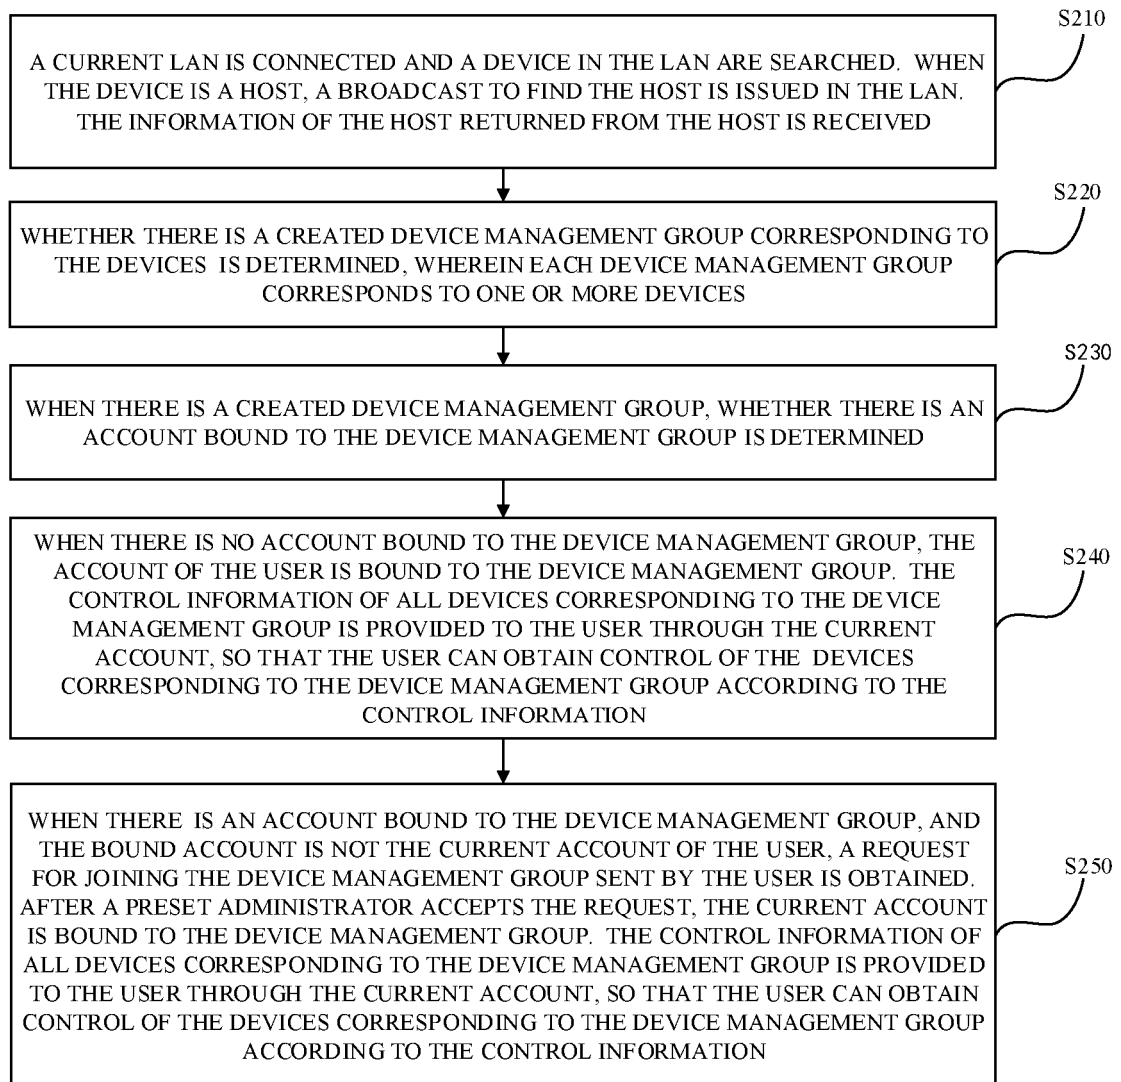 S210
A CURRENT LAN IS CONNECTED AND A DEVICE IN THE LAN ARE SEARCHED. WHEN
THE DEVICE IS A HOST, A BROADCAST TO FIND THE HOST IS ISSUED IN THE LAN.
THE INFORMATION OF THE HOST RETURNED FROM THE HOST IS RECEIVED
S220
WHETHER THERE IS A CREATED DEVICE MANAGEMENT GROUP CORRESPONDING TO
THE DEVICES IS DETERMINED, WHEREIN EACH DEVICE MANAGEMENT GROUP
CORRESPONDS TO ONE OR MORE DEVICES
S230
WHEN THERE IS A CREATED DEVICE MANAGEMENT GROUP, WHETHER THERE IS AN
ACCOUNT BOUND TO THE DEVICE MANAGEMENT GROUP IS DETERMINED
S240
WHEN THERE IS NO ACCOUNT BOUND TO THE DEVICE MANAGEMENT GROUP, THE
ACCOUNT OF THE USER IS BOUND TO THE DEVICE MANAGEMENT GROUP. THE
CONTROL INFORMATION OF ALL DEVICES CORRESPONDING TO THE DEVICE
MANAGEMENT GROUP IS PROVIDED TO THE USER THROUGH THE CURRENT
ACCOUNT, SO THAT THE USER CAN OBTAIN CONTROL OF THE DEVICES
CORRESPONDING TO THE DEVICE MANAGEMENT GROUP ACCORDING TO THE
CONTROL INFORMATION
S250
WHEN THERE IS AN ACCOUNT BOUND TO THE DEVICE MANAGEMENT GROUP, AND
THE BOUND ACCOUNT IS NOT THE CURRENT ACCOUNT OF THE USER, A REQUEST
FOR JOINING THE DEVICE MANAGEMENT GROUP SENT BY THE USER IS OBTAINED.
AFTER A PRESET ADMINISTRATOR ACCEPTS THE REQUEST, THE CURRENT ACCOUNT
IS BOUND TO THE DEVICE MANAGEMENT GROUP. THE CONTROL INFORMATION OF
ALL DEVICES CORRESPONDING TO THE DEVICE MANAGEMENT GROUP IS PROVIDED
TO THE USER THROUGH THE CURRENT ACCOUNT, SO THAT THE USER CAN OBTAIN
CONTROL OF THE DEVICES CORRESPONDING TO THE DEVICE MANAGEMENT GROUP
ACCORDING TO THE CONTROL INFORMATION